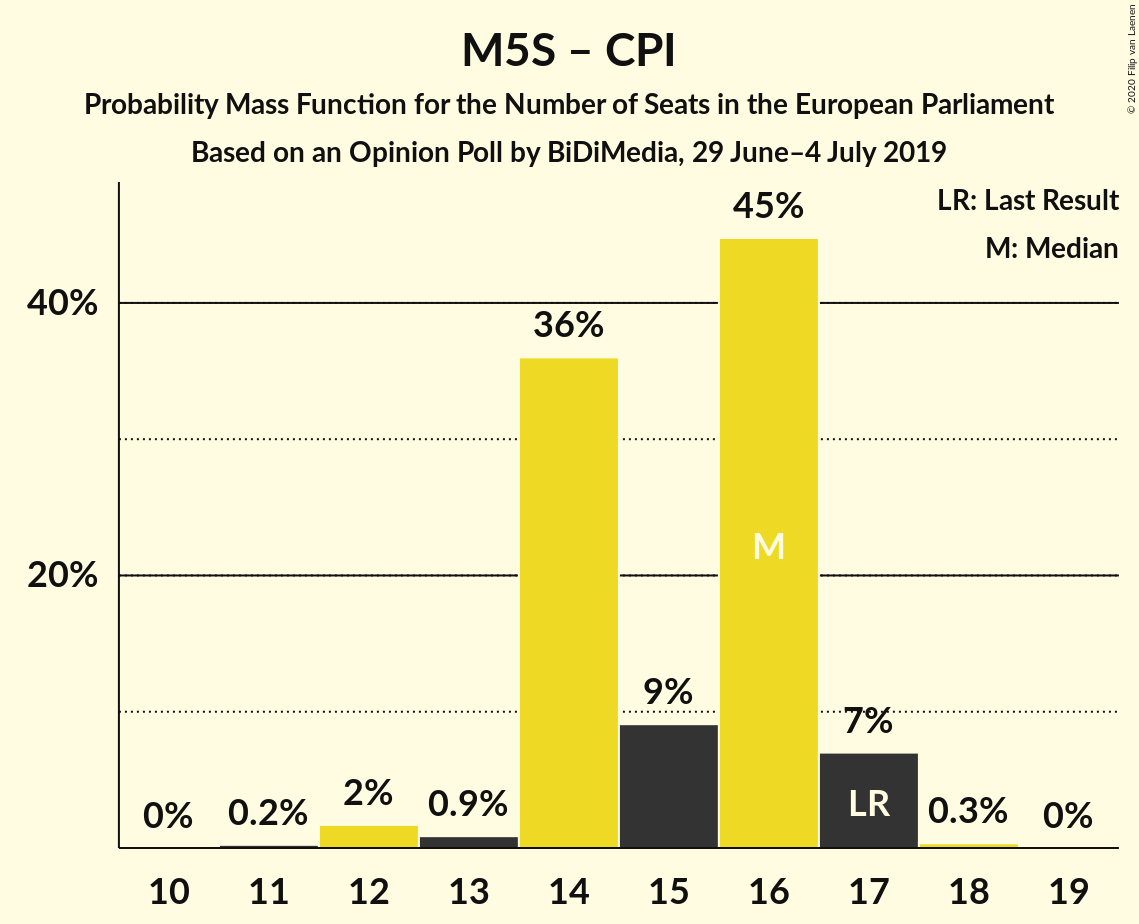 M5S – CPI
Probability Mass Function for the Number of Seats in the European Parliament
Based on an Opinion Poll by BiDiMedia, 29 June–4 July 2019
© 2020 Filip van Laenen
LR: Last Result
M: Median
40%
20%
0%
0.2%
2%
0.9%
36%
9%
45%
7%
0.3%
0%
M
LR
10 11 12 13 14 15 16 17 18 19